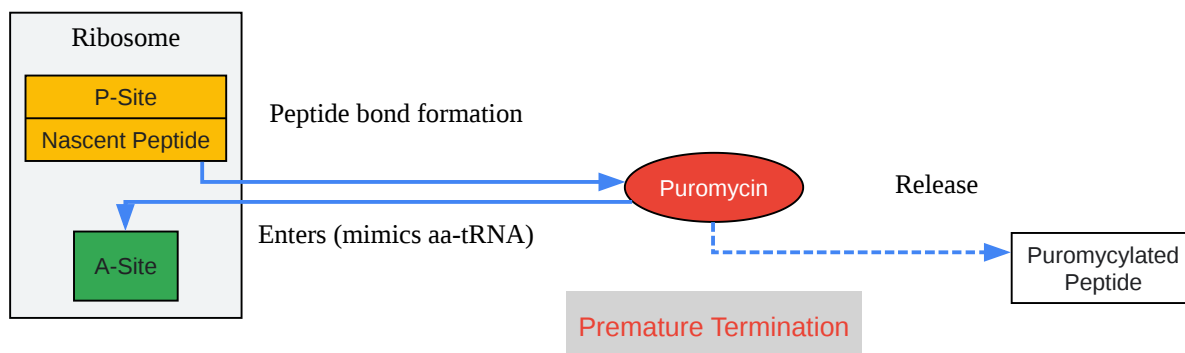 Ribosome
P-Site
Nascent Peptide
Peptide bond formation
Puromycin
Release
Enters (mimics aa-tRNA)
A-Site
Puromycylated
Peptide
Premature Termination